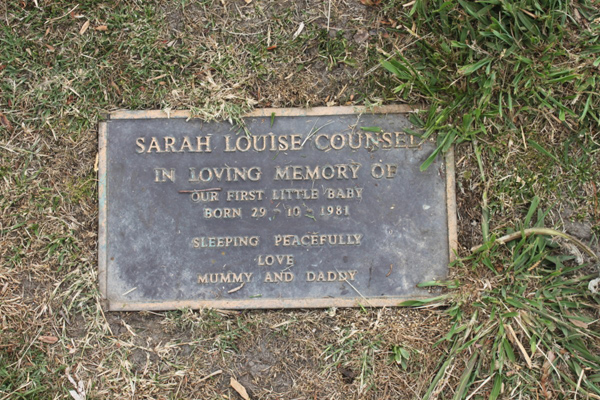 SARAH LOUISE COUNSEL
IN LOVING MEMORY OF
OUR FIRST LITTLE BABY
BORN 29 - 10 - 1981
SLEEPING PEACEFULLY
LOVE
MUMMY AND DADDY